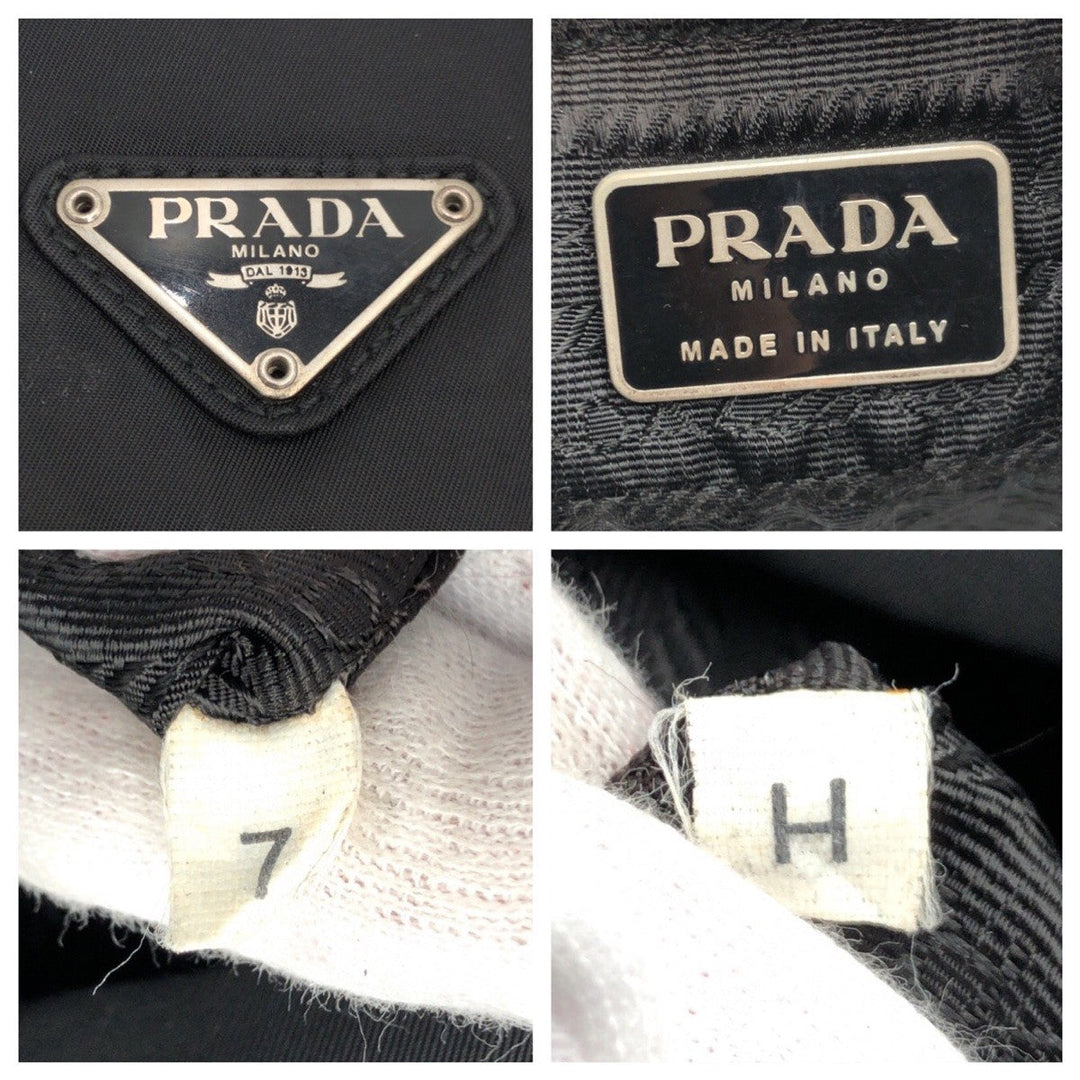 PRADA
MILANO
DAL 1913
PRADA
MILANO
MADE IN ITALY
7
H